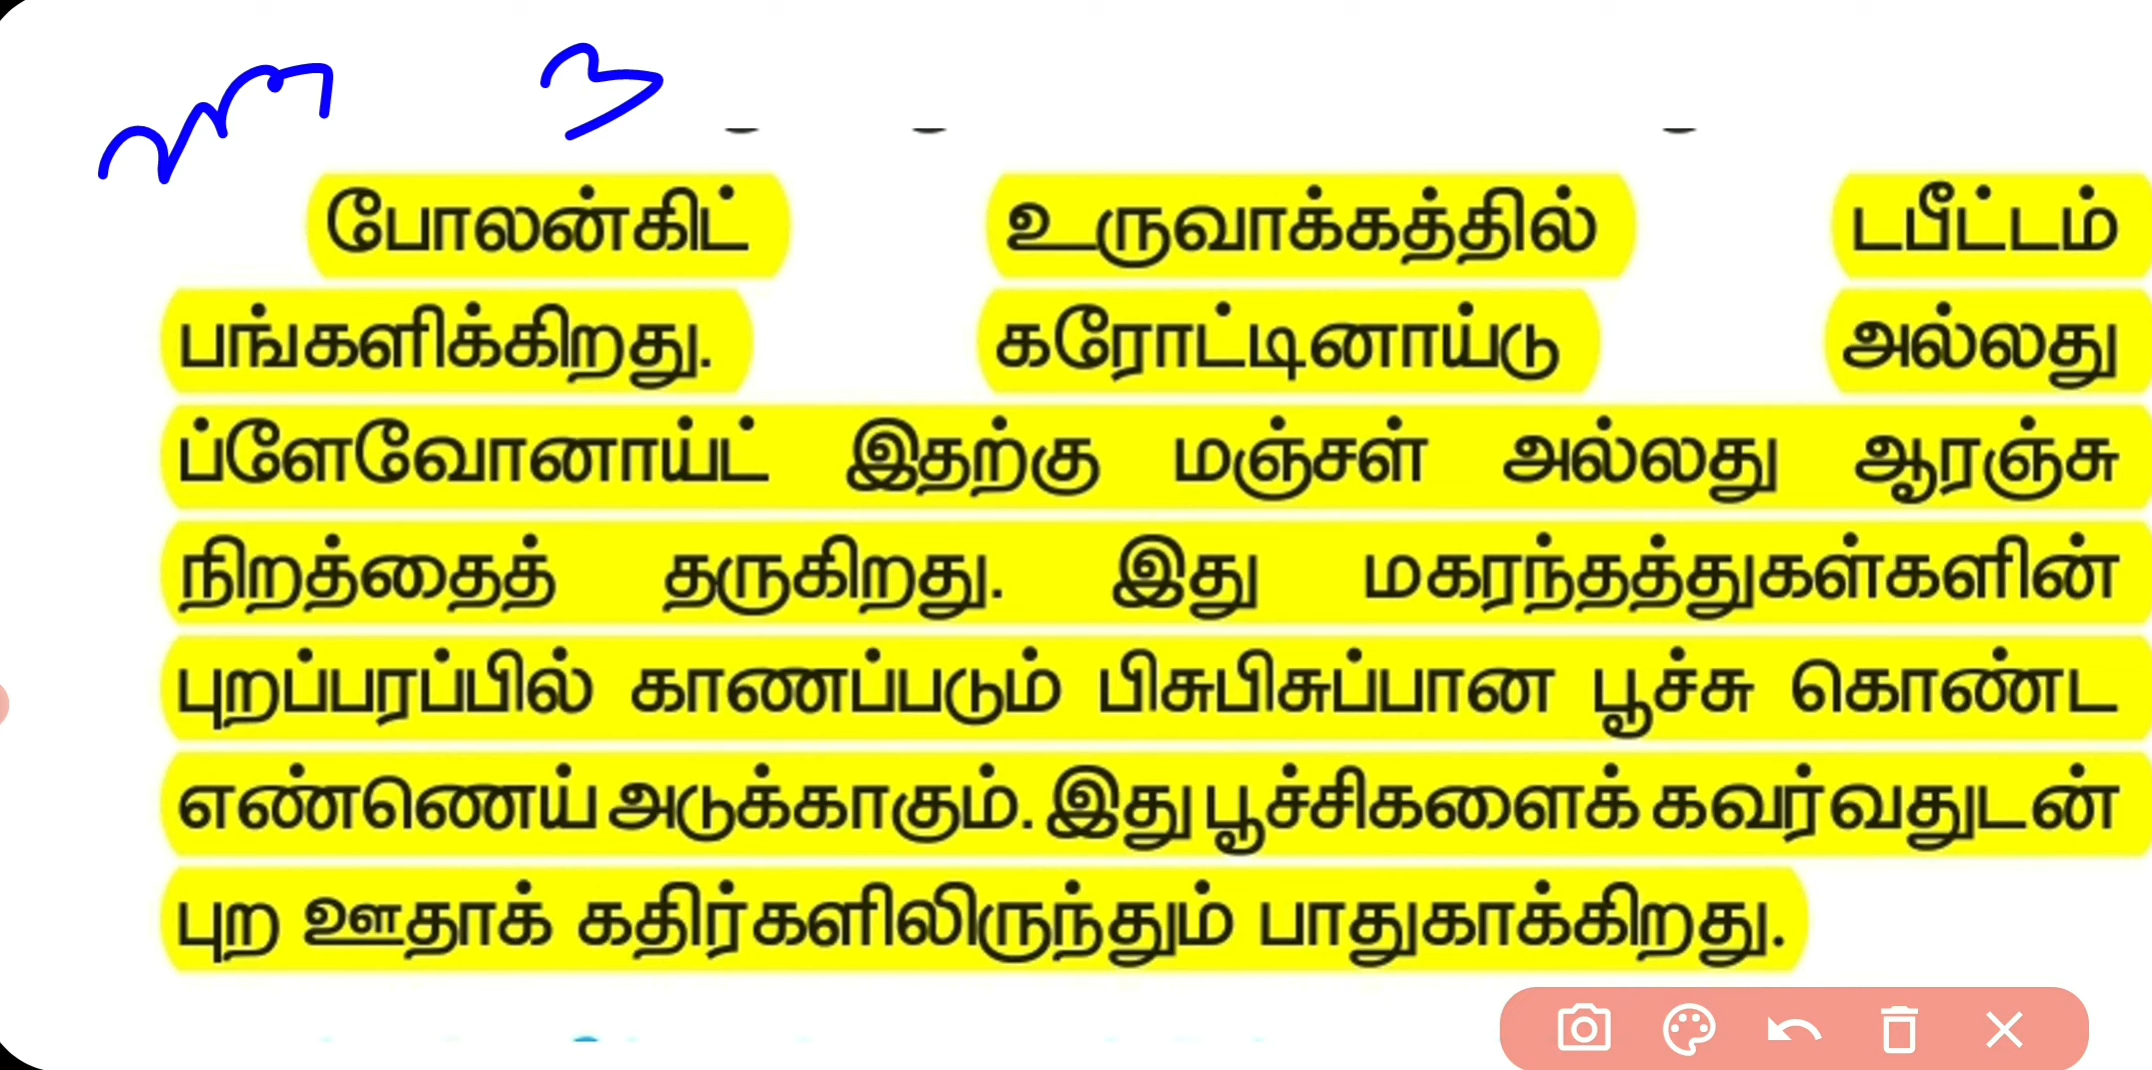 3
போலன்கிட் உருவாக்கத்தில் டபீட்டம்
பங்களிக்கிறது. கரோட்டினாய்டு அல்லது
ப்ளேவோனாய்ட் இதற்கு மஞ்சள் அல்லது ஆரஞ்சு
நிறத்தைத் தருகிறது. இது மகரந்தத்துகள்களின்
புறப்பரப்பில் காணப்படும் பிசுபிசுப்பான பூச்சு கொண்ட
எண்ணெய் அடுக்காகும். இது பூச்சிகளைக் கவர்வதுடன்
புற ஊதாக் கதிர்களிலிருந்தும் பாதுகாக்கிறது.